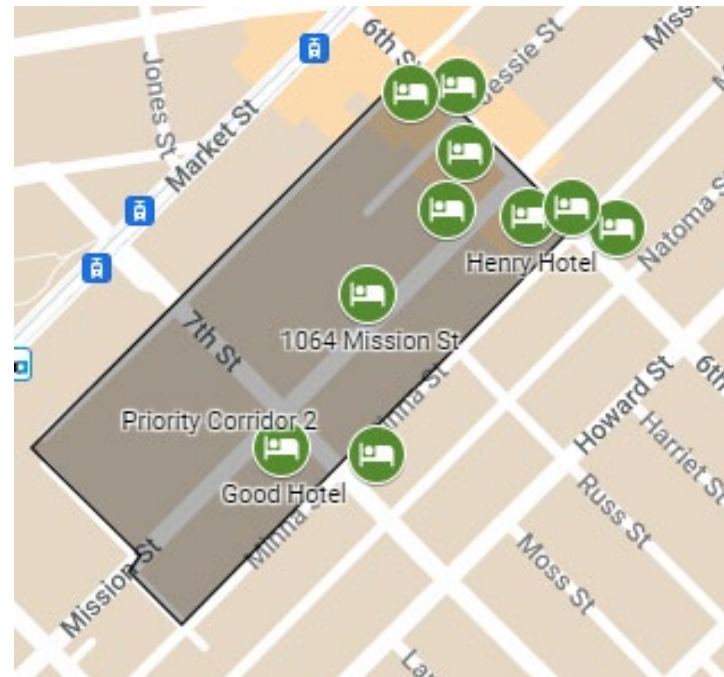 6th St
Jessie St
Jones St
Market St
Natoma S
Henry Hotel
1064 Mission St
7th St
Minna St
Howard St
6th
Priority Corridor 2
Harriet St
Good Hotel
Russ St
Minna S
Mission St
Moss St